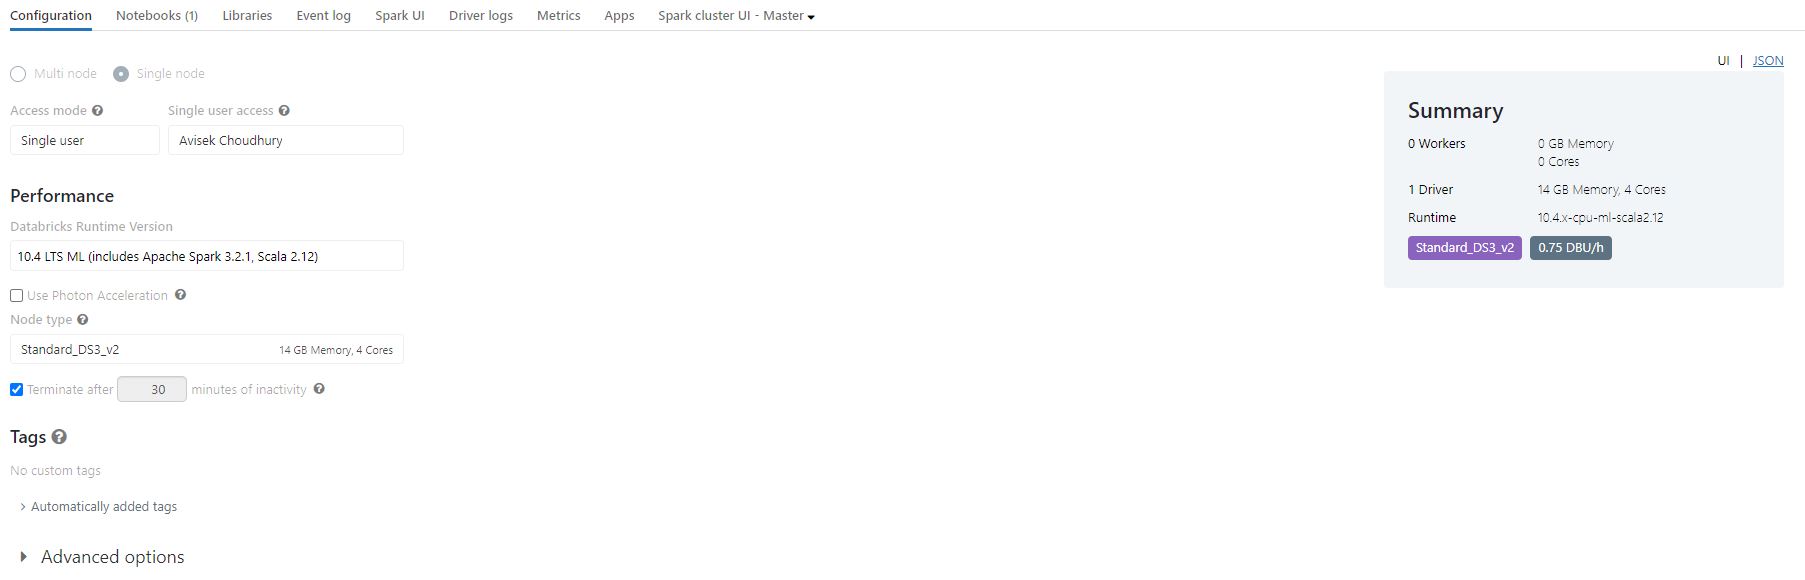 Configuration Notebooks (1) Libraries Event log Spark UI Driver logs Metrics Apps Spark cluster UI - Master
UI | JSON
Multi node Single node
Access mode Single user access
Single user Avisek Choudhury
Performance
Databricks Runtime Version
10.4 LTS ML (includes Apache Spark 3.2.1, Scala 2.12)
Use Photon Acceleration
Node type
Standard_DS3_v2 14 GB Memory, 4 Cores
Terminate after 30 minutes of inactivity
Tags
No custom tags
Automatically added tags
Advanced options
Summary
0 Workers 0 GB Memory
0 Cores
1 Driver 14 GB Memory, 4 Cores
Runtime 10.4.x-cpu-ml-scala2.12
Standard_DS3_v2 0.75 DBU/h